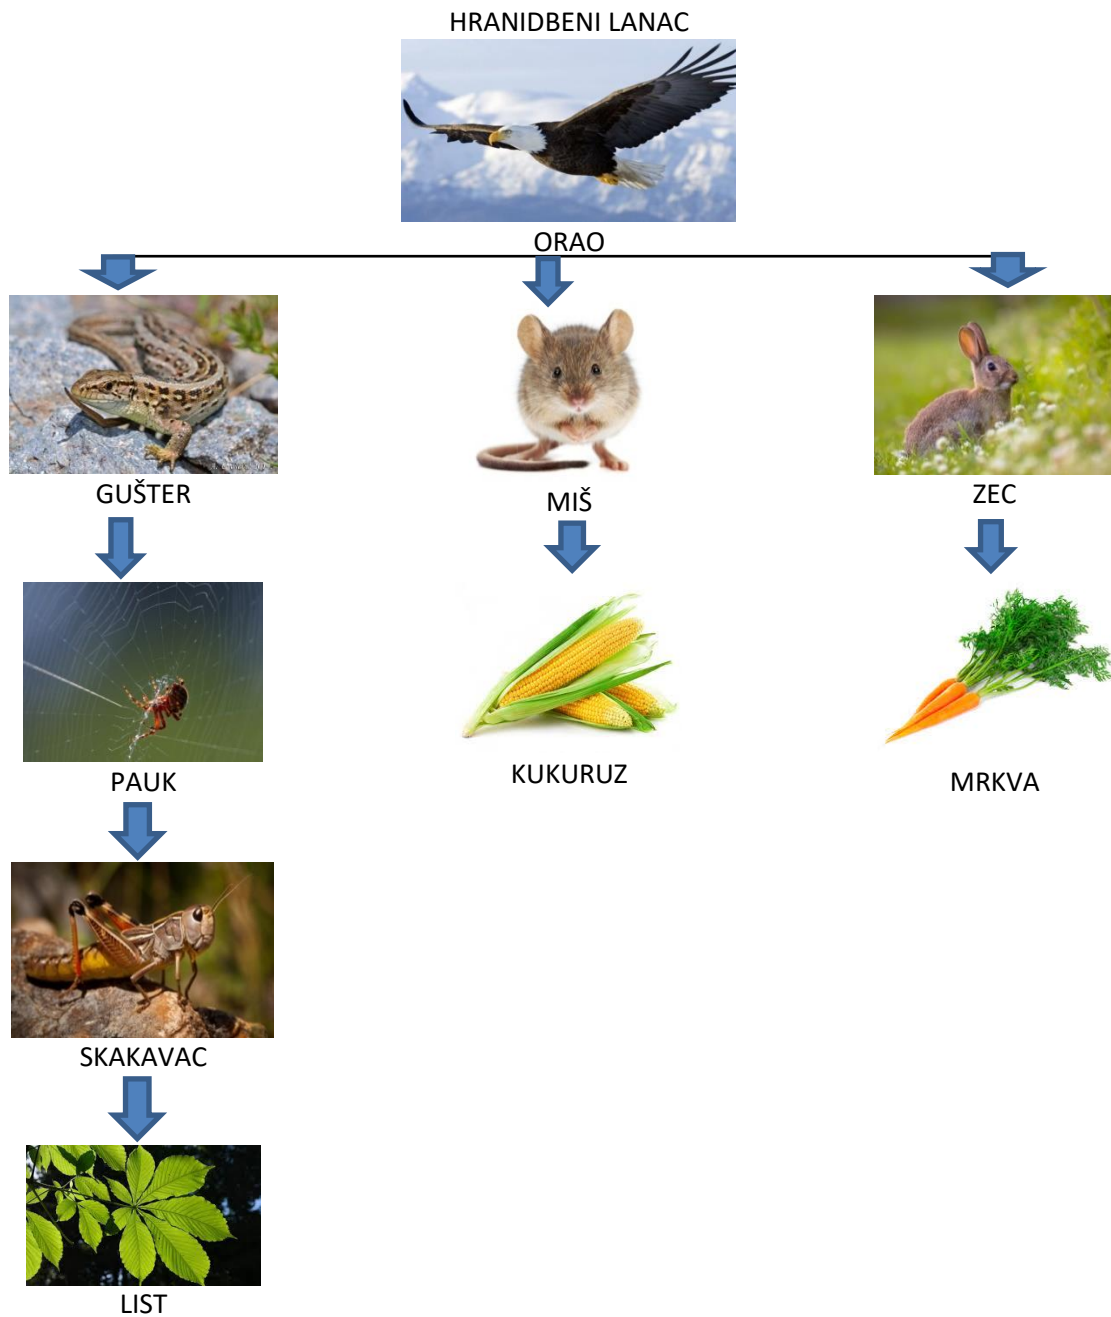 HRANIDBENI LANAC
ORAO
GUŠTER
MIŠ
ZEC
PAUK
KUKURUZ
MRKVA
SKAKAVAC
LIST